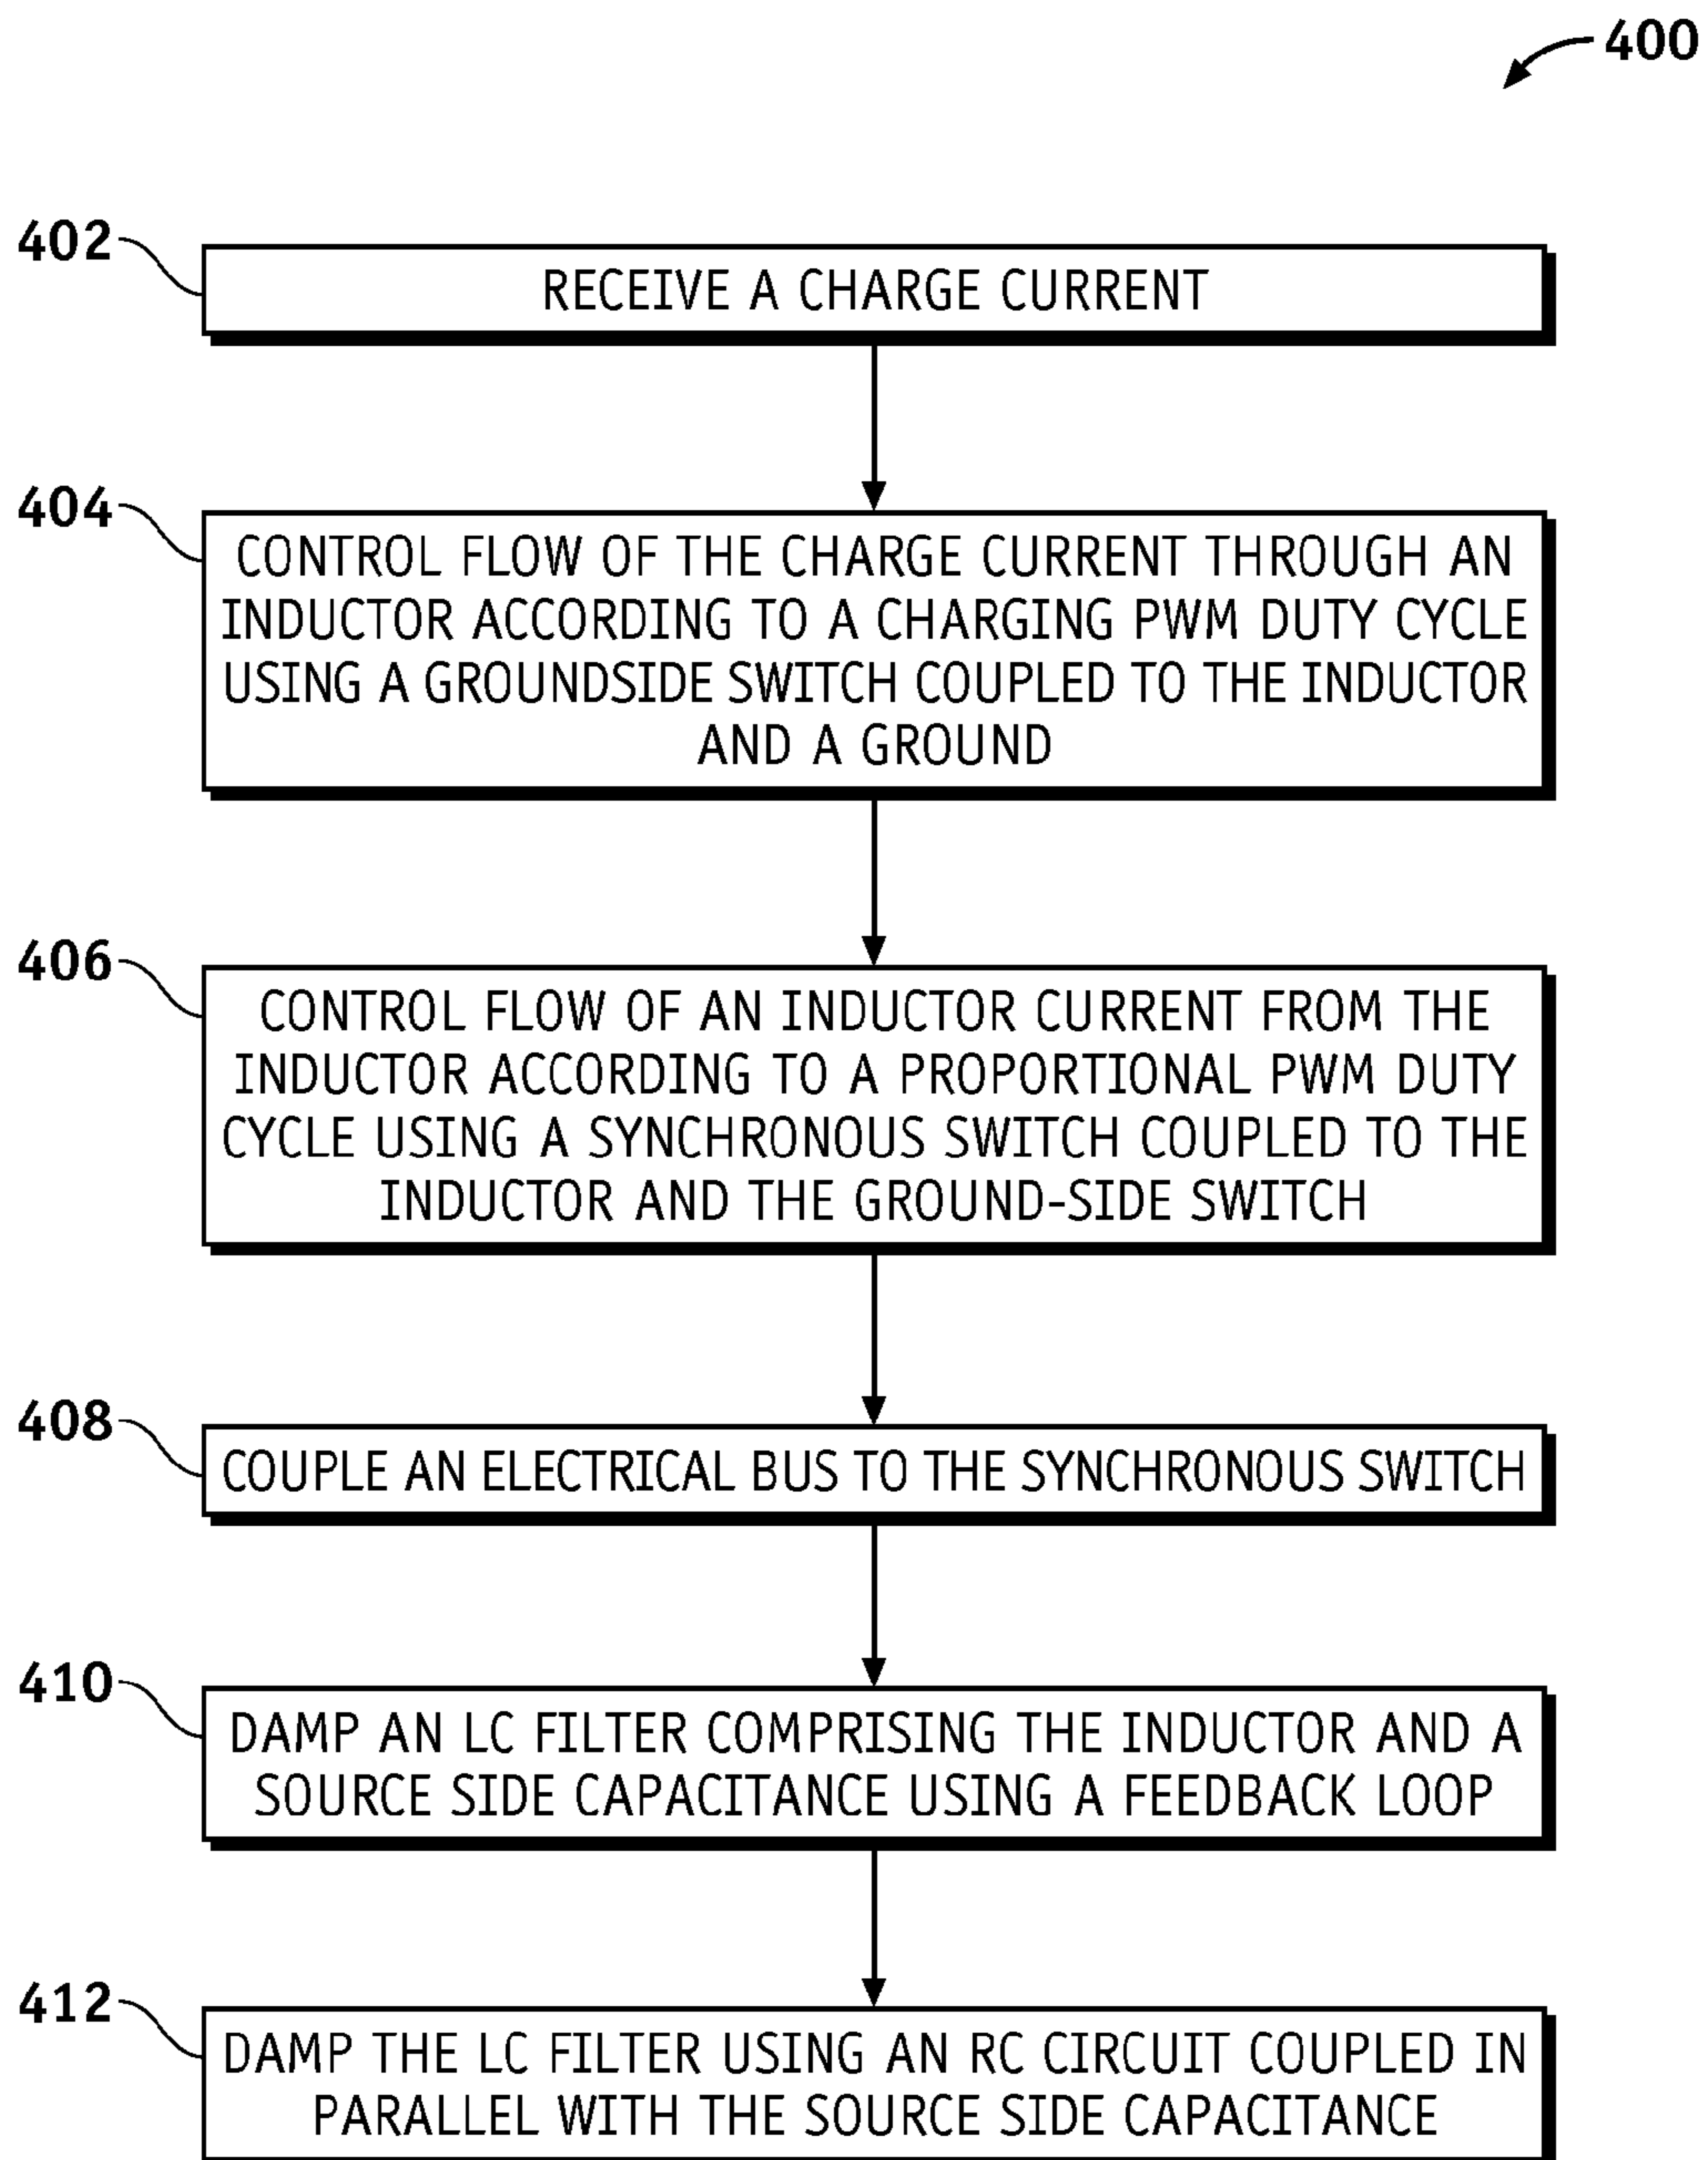 400
402
RECEIVE A CHARGE CURRENT
404
CONTROL FLOW OF THE CHARGE CURRENT THROUGH AN
INDUCTOR ACCORDING TO A CHARGING PWM DUTY CYCLE
USING A GROUNDSIDE SWITCH COUPLED TO THE INDUCTOR
AND A GROUND
406
CONTROL FLOW OF AN INDUCTOR CURRENT FROM THE
INDUCTOR ACCORDING TO A PROPORTIONAL PWM DUTY
CYCLE USING A SYNCHRONOUS SWITCH COUPLED TO THE
INDUCTOR AND THE GROUND-SIDE SWITCH
408
COUPLE AN ELECTRICAL BUS TO THE SYNCHRONOUS SWITCH
410
DAMP AN LC FILTER COMPRISING THE INDUCTOR AND A
SOURCE SIDE CAPACITANCE USING A FEEDBACK LOOP
412
DAMP THE LC FILTER USING AN RC CIRCUIT COUPLED IN
PARALLEL WITH THE SOURCE SIDE CAPACITANCE